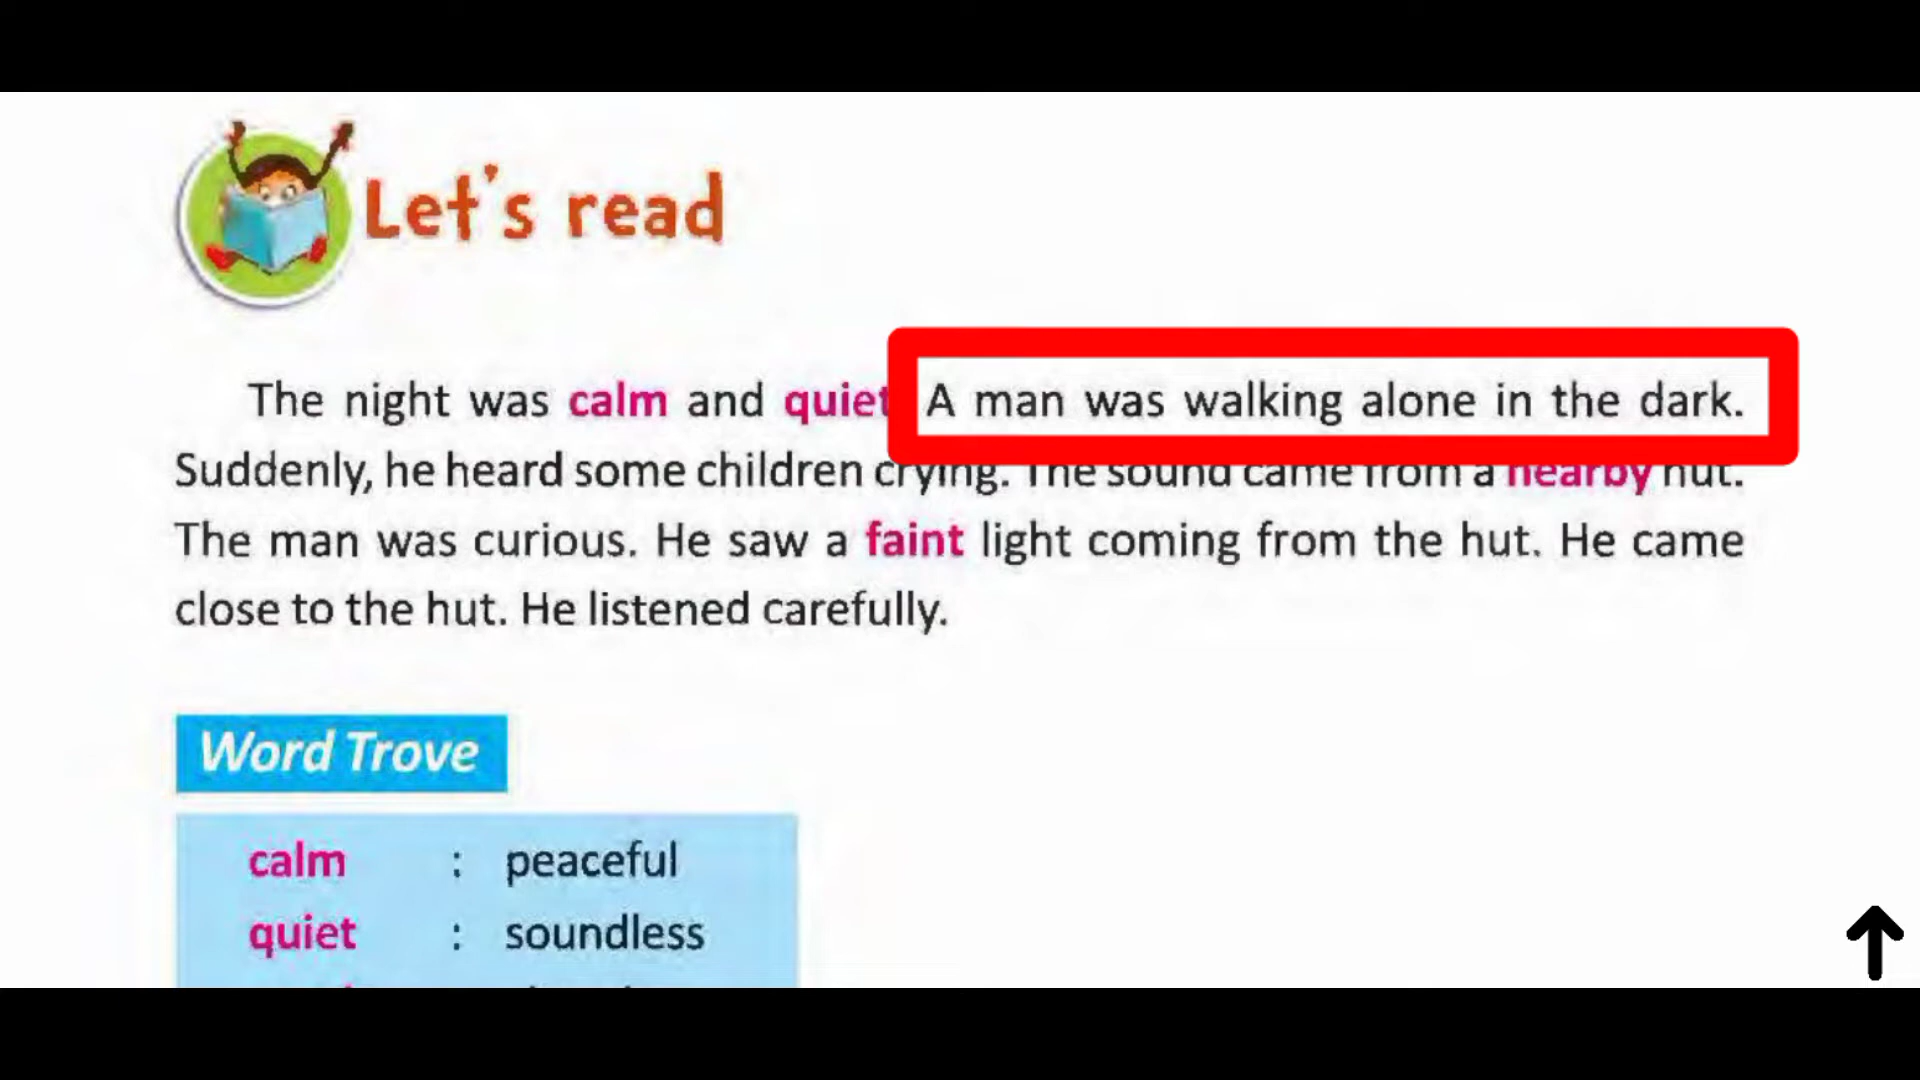 Let's read
The night was calm and quiet A man was walking alone in the dark.
Suddenly, he heard some children crying. The sound came from a nearby hut.
The man was curious. He saw a faint light coming from the hut. He came
close to the hut. He listened carefully.
Word Trove
calm : peaceful
quiet : soundless